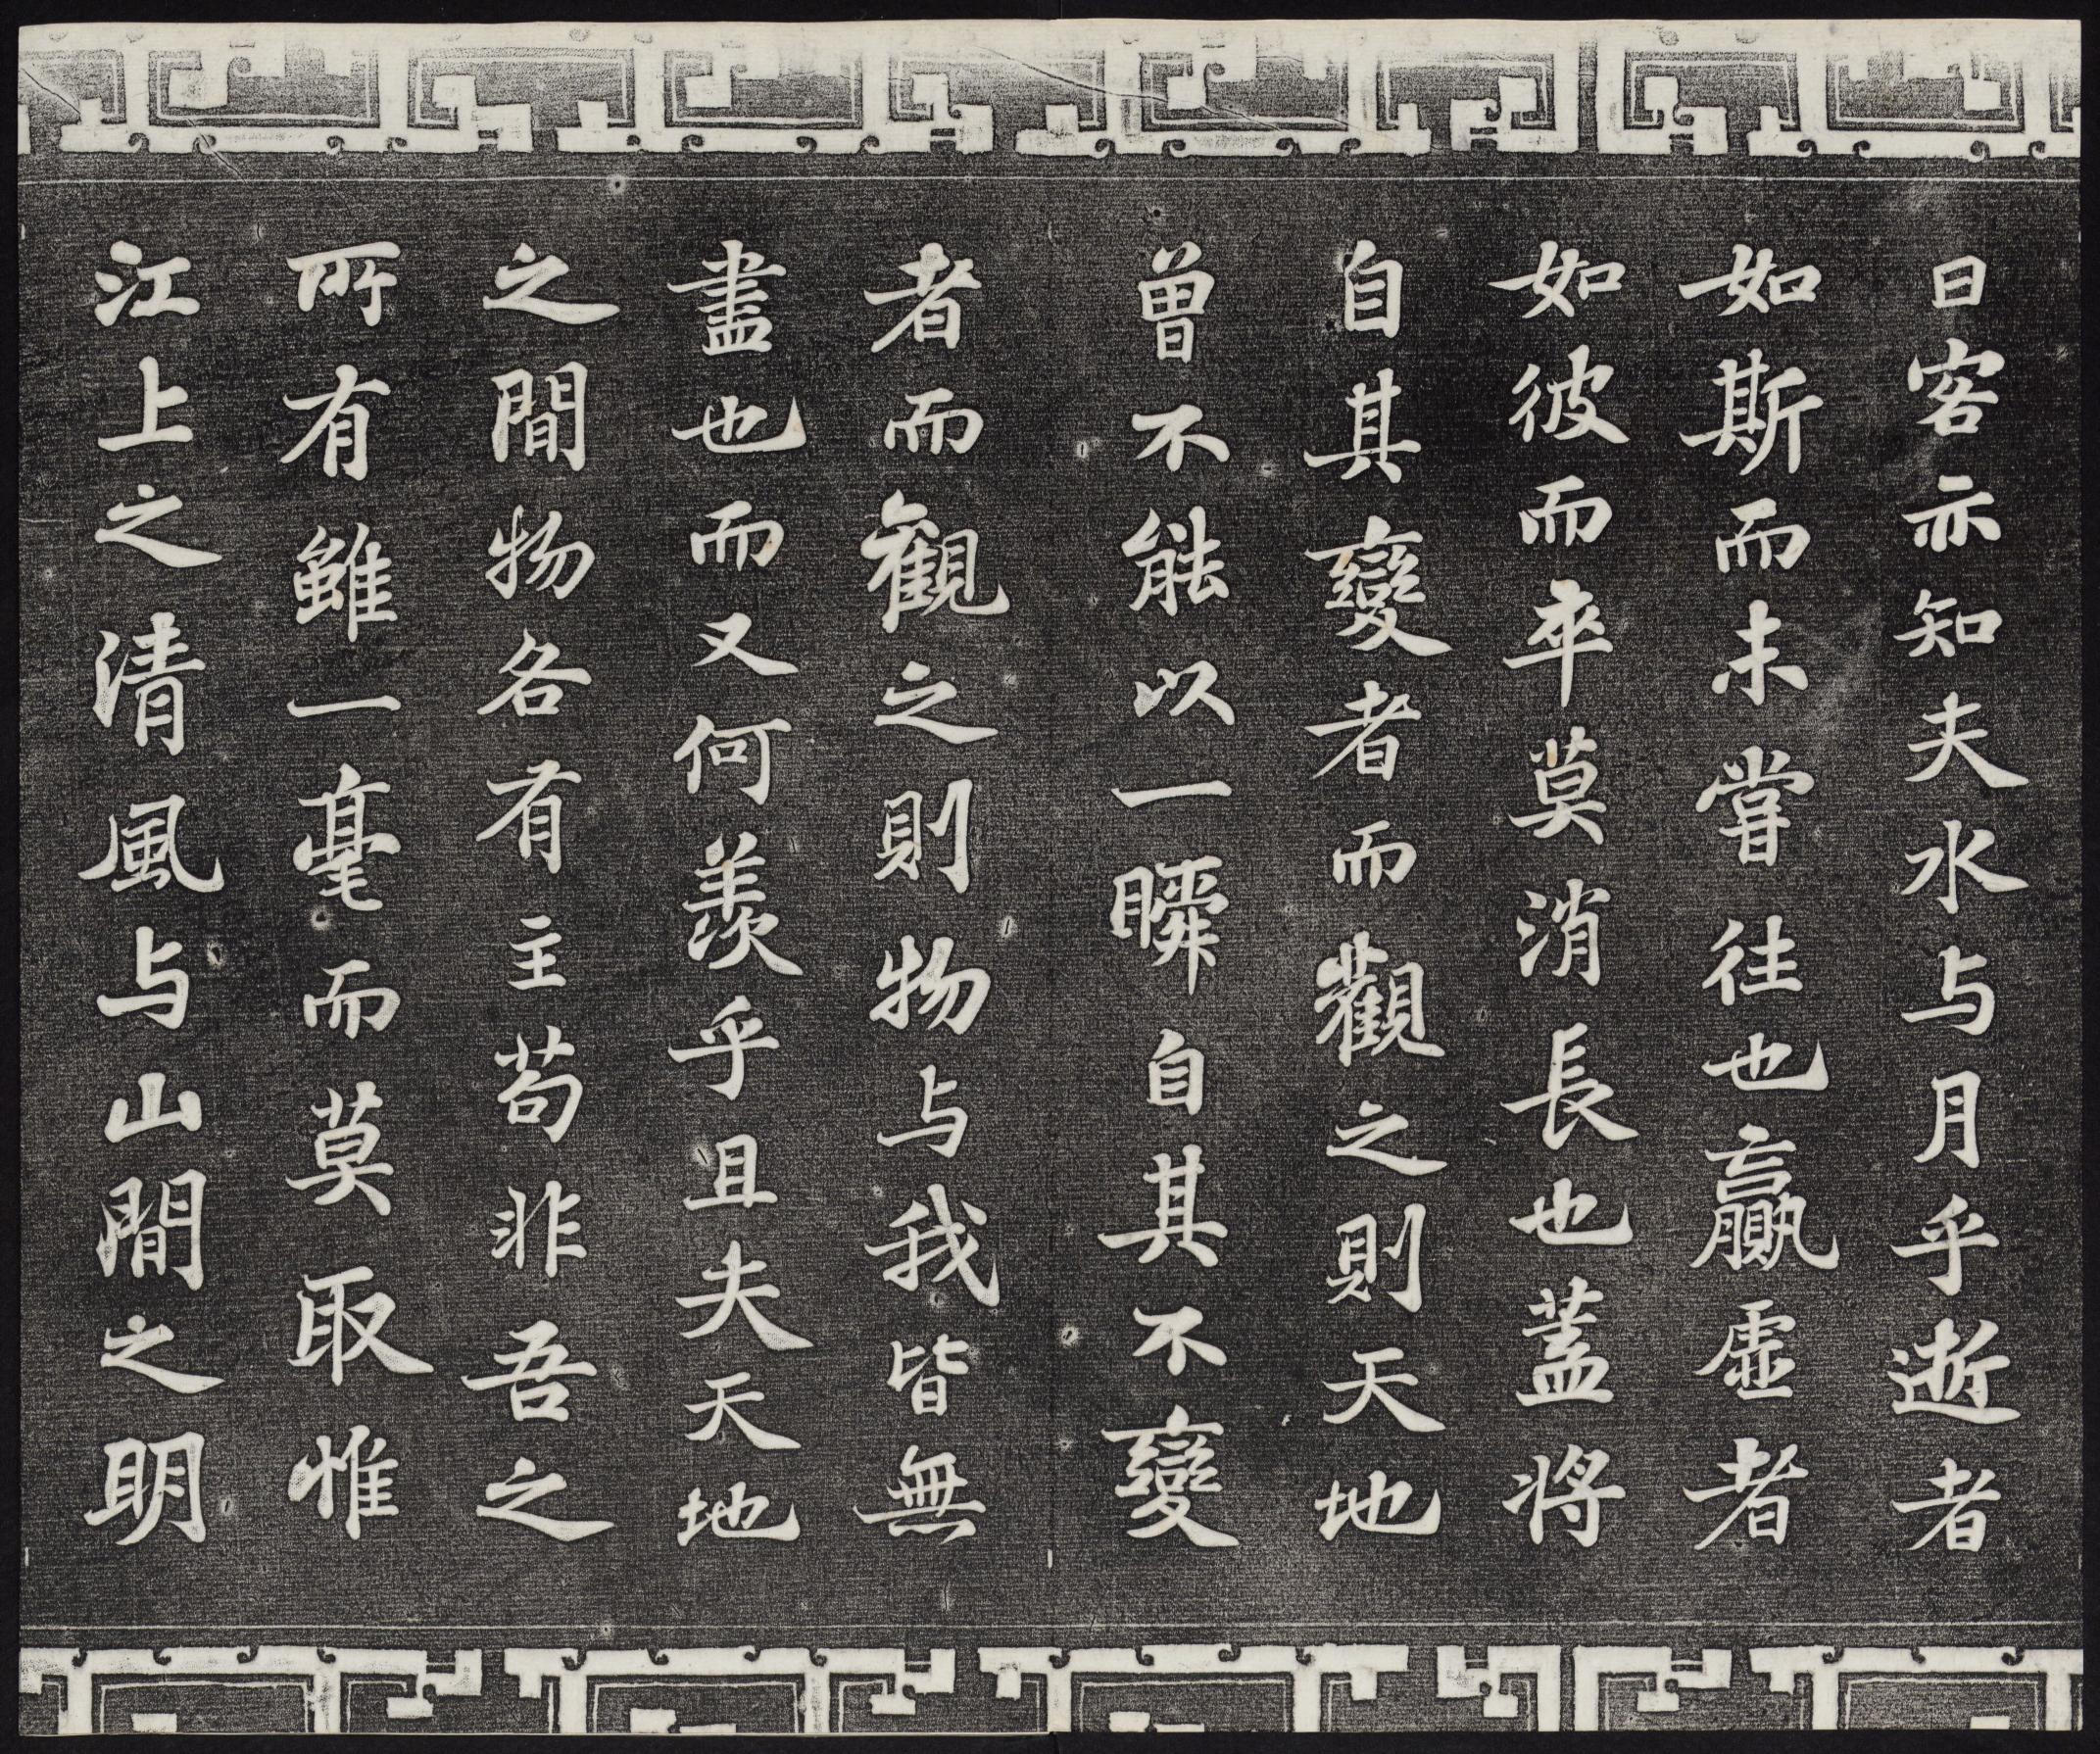 曰客亦知夫水与月乎逝者
如斯而未嘗往也贏虛者
如彼而卒莫消長也蓋將
自其變者而觀之則天地
曾不能以一瞬自其不變
者而觀之則物与我皆無
盡也而又何羨乎且夫天地
之間物各有主苟非吾之
所有雖一毫而莫取惟
江上之清風与山間之明